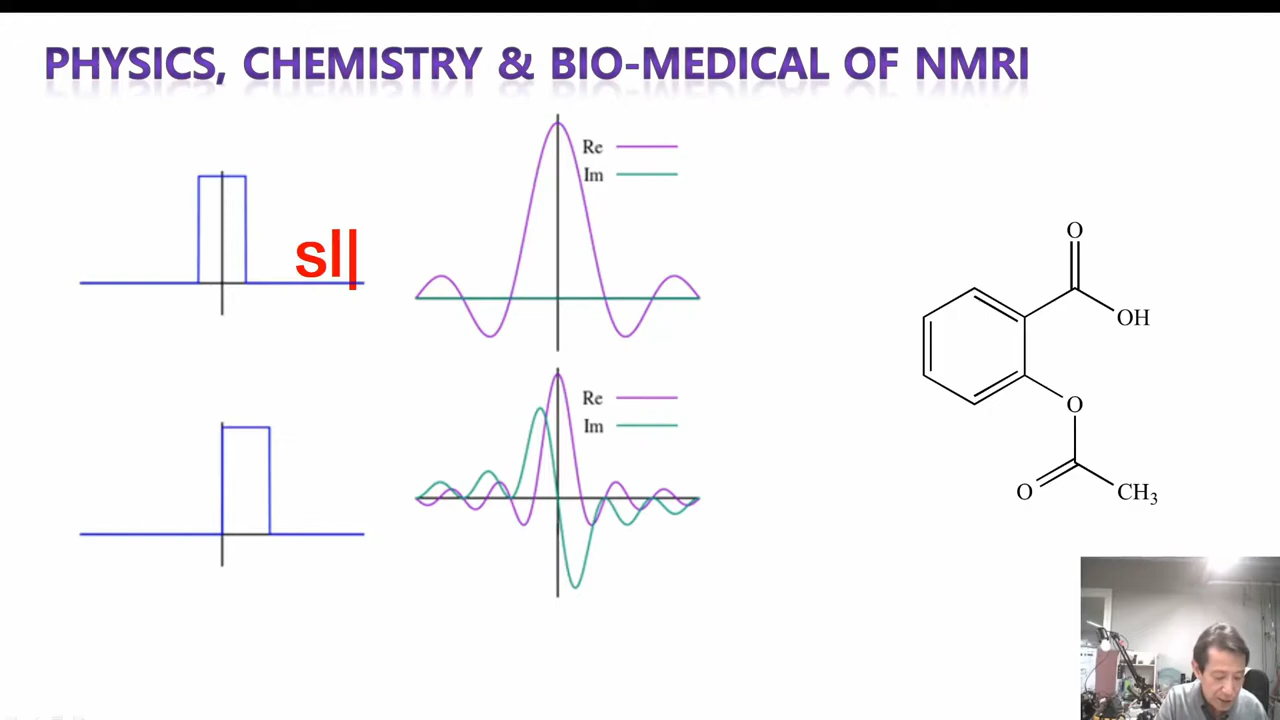 PHYSICS, CHEMISTRY & BIO-MEDICAL OF NMRI
Re
Im
sll
Re
Im
O
OH
O
O
CH₃